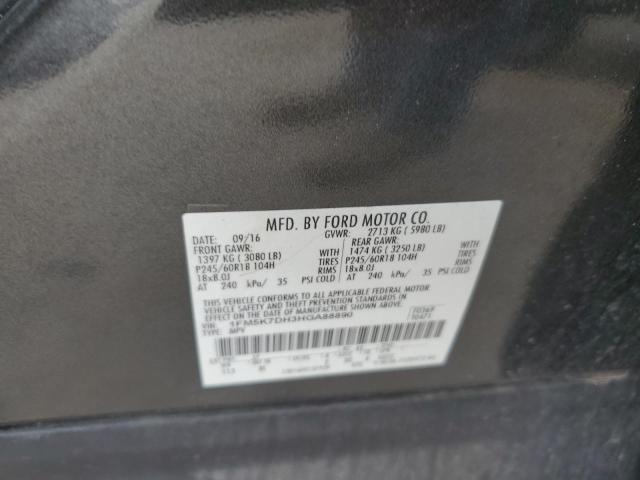 MFD. BY FORD MOTOR CO.
DATE: 09/16 GVWR: 2713 KG ( 5980 LB)
FRONT GAWR: REAR GAWR:
1397 KG ( 3080 LB) WITH 1474 KG ( 3250 LB) WITH
P245/60R18 104H TIRES P245/60R18 104H TIRES
18x8.0J RIMS 18x8.0J RIMS
AT 240 kPa/ 35 PSI COLD AT 240 kPa/ 35 PSI COLD
THIS VEHICLE CONFORMS TO ALL APPLICABLE FEDERAL MOTOR
VEHICLE SAFETY AND THEFT PREVENTION STANDARDS IN
EFFECT ON THE DATE OF MANUFACTURE SHOWN ABOVE.
VIN: 1FM5K7DH3HGA88890
TYPE: MPV